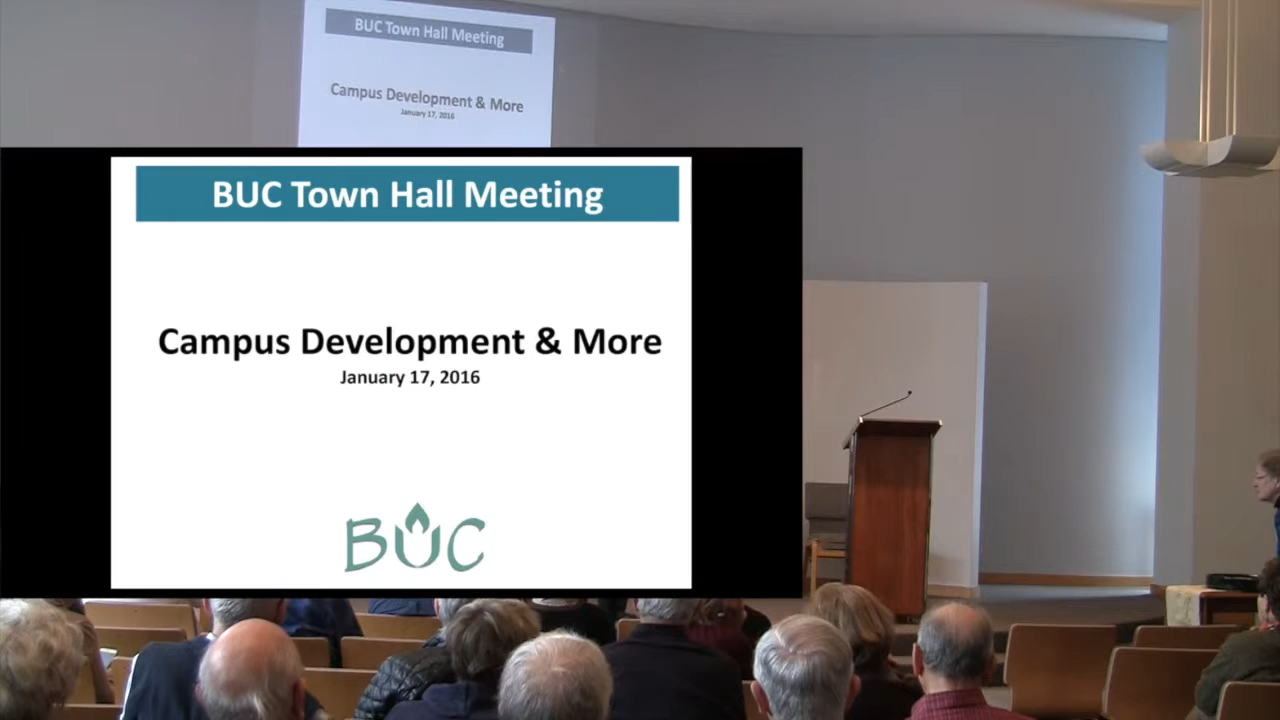 BUC Town Hall Meeting
Campus Development & More
January 17, 2016
BUC Town Hall Meeting
Campus Development & More
January 17, 2016
BUC